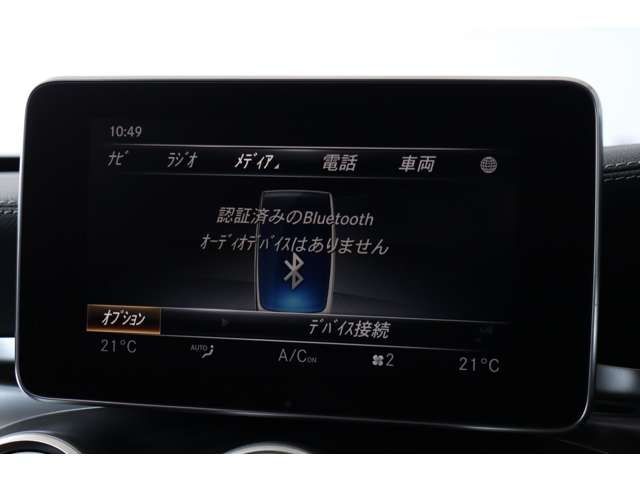 10:49
ﾅﾋﾞ ﾗｼﾞｵ ﾒﾃﾞｨｱ 電話 車両
認証済みのBluetooth
ｵｰﾃﾞｨｵﾃﾞﾊﾞｲｽはありません
ｵﾌﾟｼｮﾝ ﾃﾞﾊﾞｲｽ接続
21°C AUTO A/C ON 2 21°C